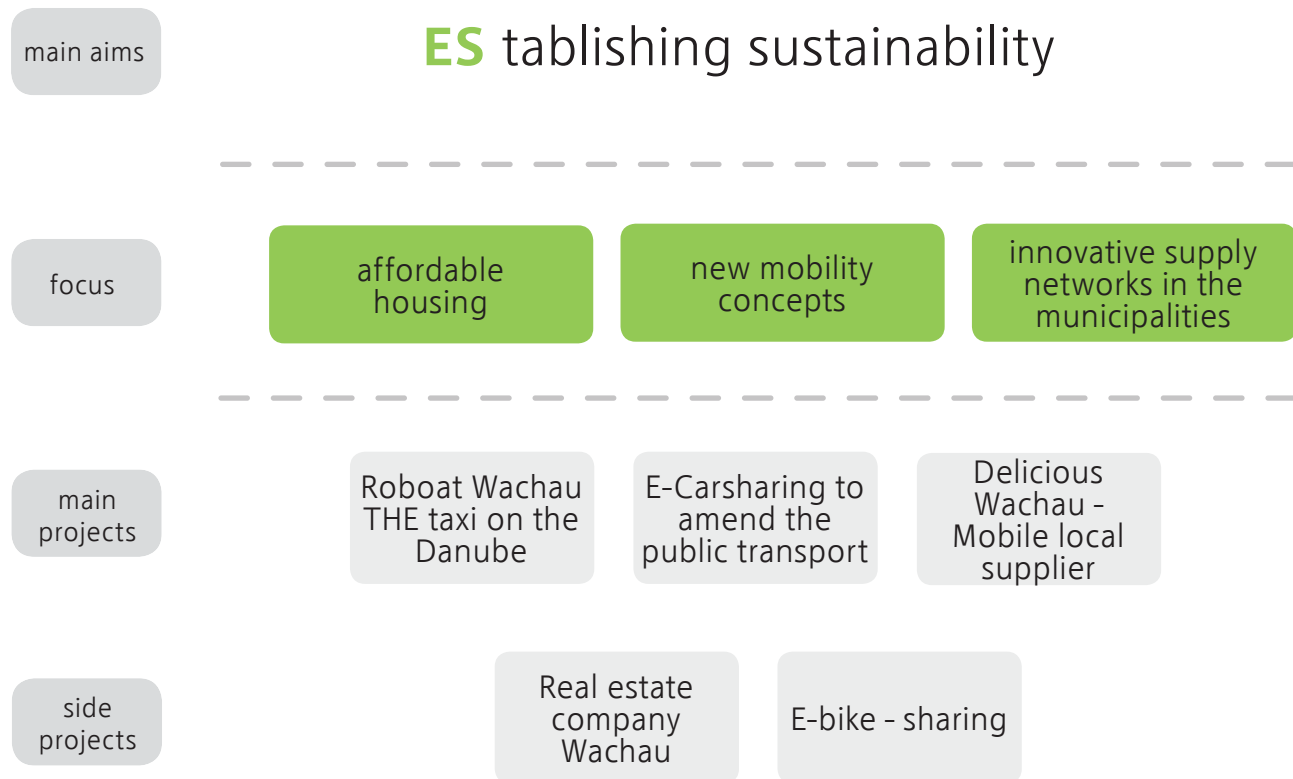 main aims
ES tablishing sustainability
focus
affordable
housing
new mobility
concepts
innovative supply
networks in the
municipalities
main
projects
Roboat Wachau
THE taxi on the
Danube
E-Carsharing to
amend the
public transport
Delicious
Wachau -
Mobile local
supplier
side
projects
Real estate
company
Wachau
E-bike - sharing